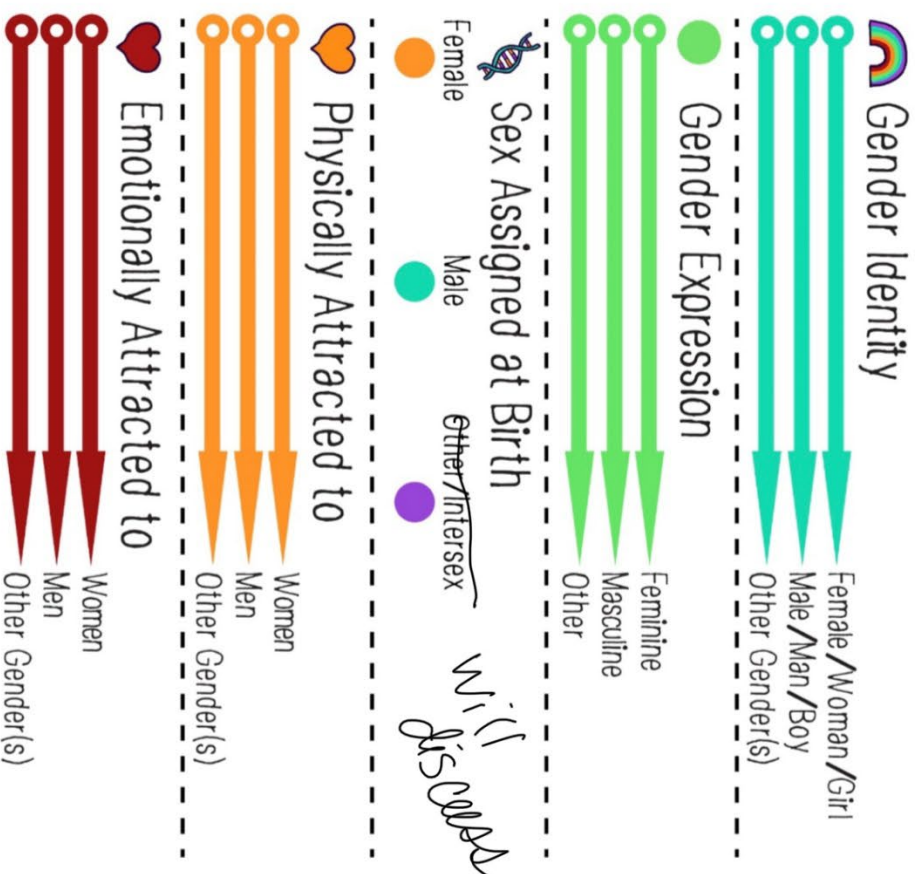 Gender Identity
Female/Woman/Girl
Male/Man/Boy
Other Gender(s)
Gender Expression
Feminine
Masculine
Other
Sex Assigned at Birth
Female Male Other/Intersex
will
discuss
Physically Attracted to
Women
Men
Other Gender(s)
Emotionally Attracted to
Women
Men
Other Gender(s)